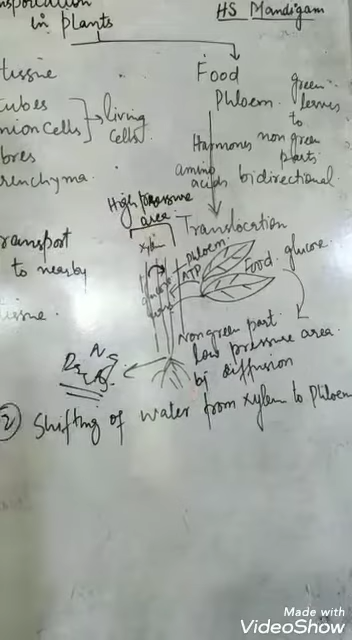 HS Mandigam
in Plants
tissue
tubes
nion cells
living
cells
bres
renchyma
Food
Phloem
green
leaves
to
non green
parts
Harmones
amino
acids
bidirectional
High pressure
area
Translocation
Transport
to nearby
tissue
Phloem
ATP
Food
glucose
Non green part
low pressure area
by diffusion
② Shifting of water from xylem to Phloem
Made with
VideoShow